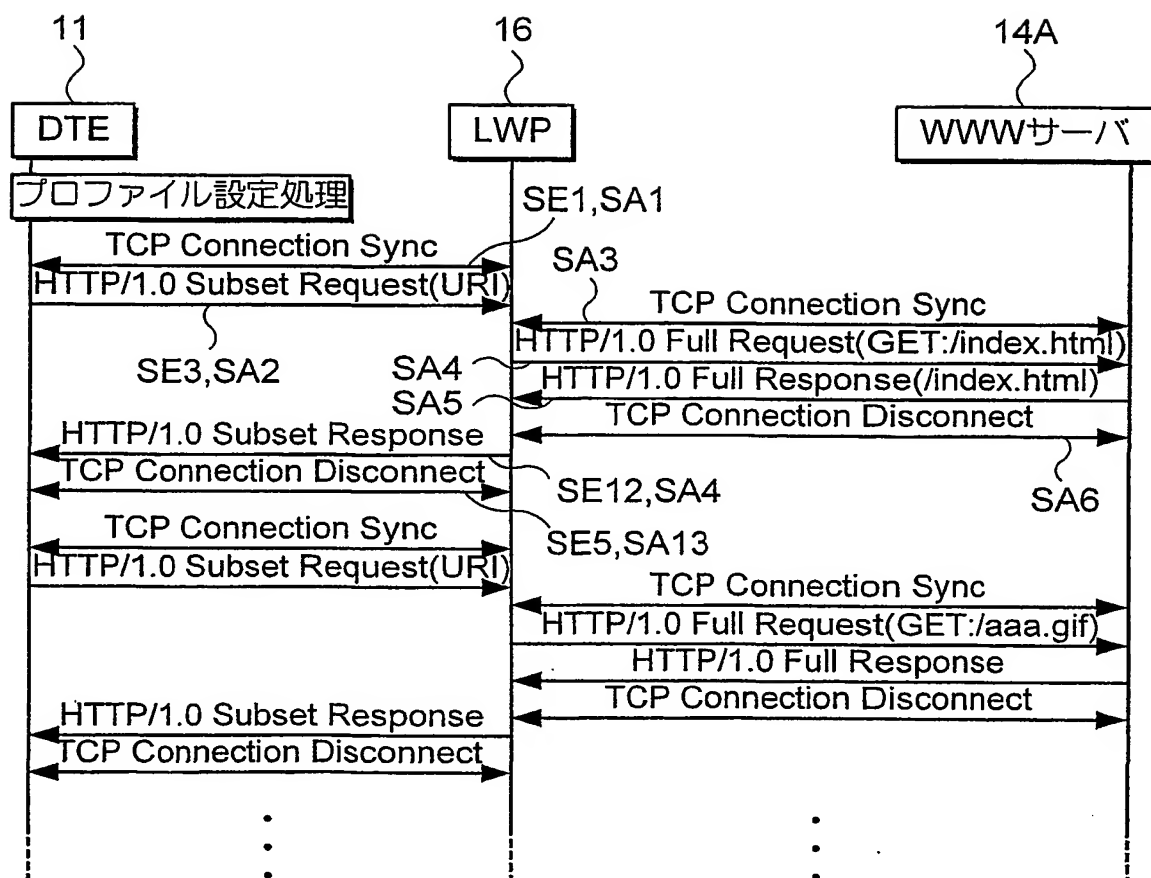 11
16
14A
DTE
LWP
WWWサーバ
プロファイル設定処理
SE1,SA1
TCP Connection Sync
SA3
HTTP/1.0 Subset Request(URI)
TCP Connection Sync
HTTP/1.0 Full Request(GET:/index.html)
SE3,SA2
SA4
HTTP/1.0 Full Response(/index.html)
SA5
TCP Connection Disconnect
HTTP/1.0 Subset Response
TCP Connection Disconnect
SE12,SA4
SA6
TCP Connection Sync
SE5,SA13
HTTP/1.0 Subset Request(URI)
TCP Connection Sync
HTTP/1.0 Full Request(GET:/aaa.gif)
HTTP/1.0 Full Response
TCP Connection Disconnect
HTTP/1.0 Subset Response
TCP Connection Disconnect